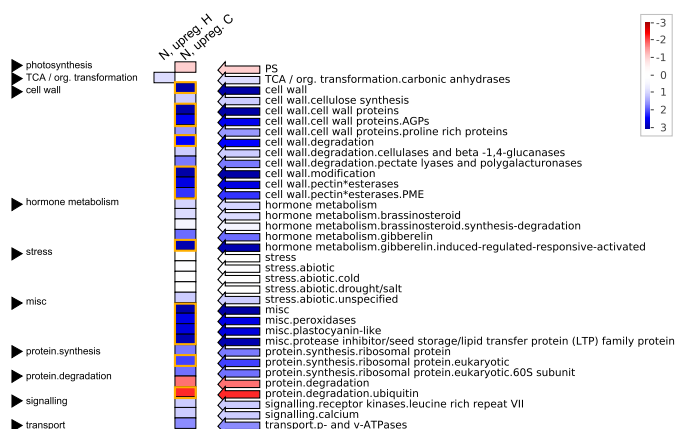 N, upreg. H
N, upreg. C
-3
-2
-1
0
1
2
3
photosynthesis
TCA / org. transformation
cell wall
hormone metabolism
stress
misc
protein.synthesis
protein.degradation
signalling
transport
PS
TCA / org. transformation.carbonic anhydrases
cell wall
cell wall.cellulose synthesis
cell wall.cell wall proteins
cell wall.cell wall proteins.AGPs
cell wall.cell wall proteins.proline rich proteins
cell wall.degradation
cell wall.degradation.cellulases and beta -1,4-glucanases
cell wall.degradation.pectate lyases and polygalacturonases
cell wall.modification
cell wall.pectin*esterases
cell wall.pectin*esterases.PME
hormone metabolism
hormone metabolism.brassinosteroid
hormone metabolism.brassinosteroid.synthesis-degradation
hormone metabolism.gibberelin
hormone metabolism.gibberelin.induced-regulated-responsive-activated
stress
stress.abiotic
stress.abiotic.cold
stress.abiotic.drought/salt
stress.abiotic.unspecified
misc
misc.peroxidases
misc.plastocyanin-like
misc.protease inhibitor/seed storage/lipid transfer protein (LTP) family protein
protein.synthesis.ribosomal protein
protein.synthesis.ribosomal protein.eukaryotic
protein.synthesis.ribosomal protein.eukaryotic.60S subunit
protein.degradation
protein.degradation.ubiquitin
signalling.receptor kinases.leucine rich repeat VII
signalling.calcium
transport.p- and v-ATPases